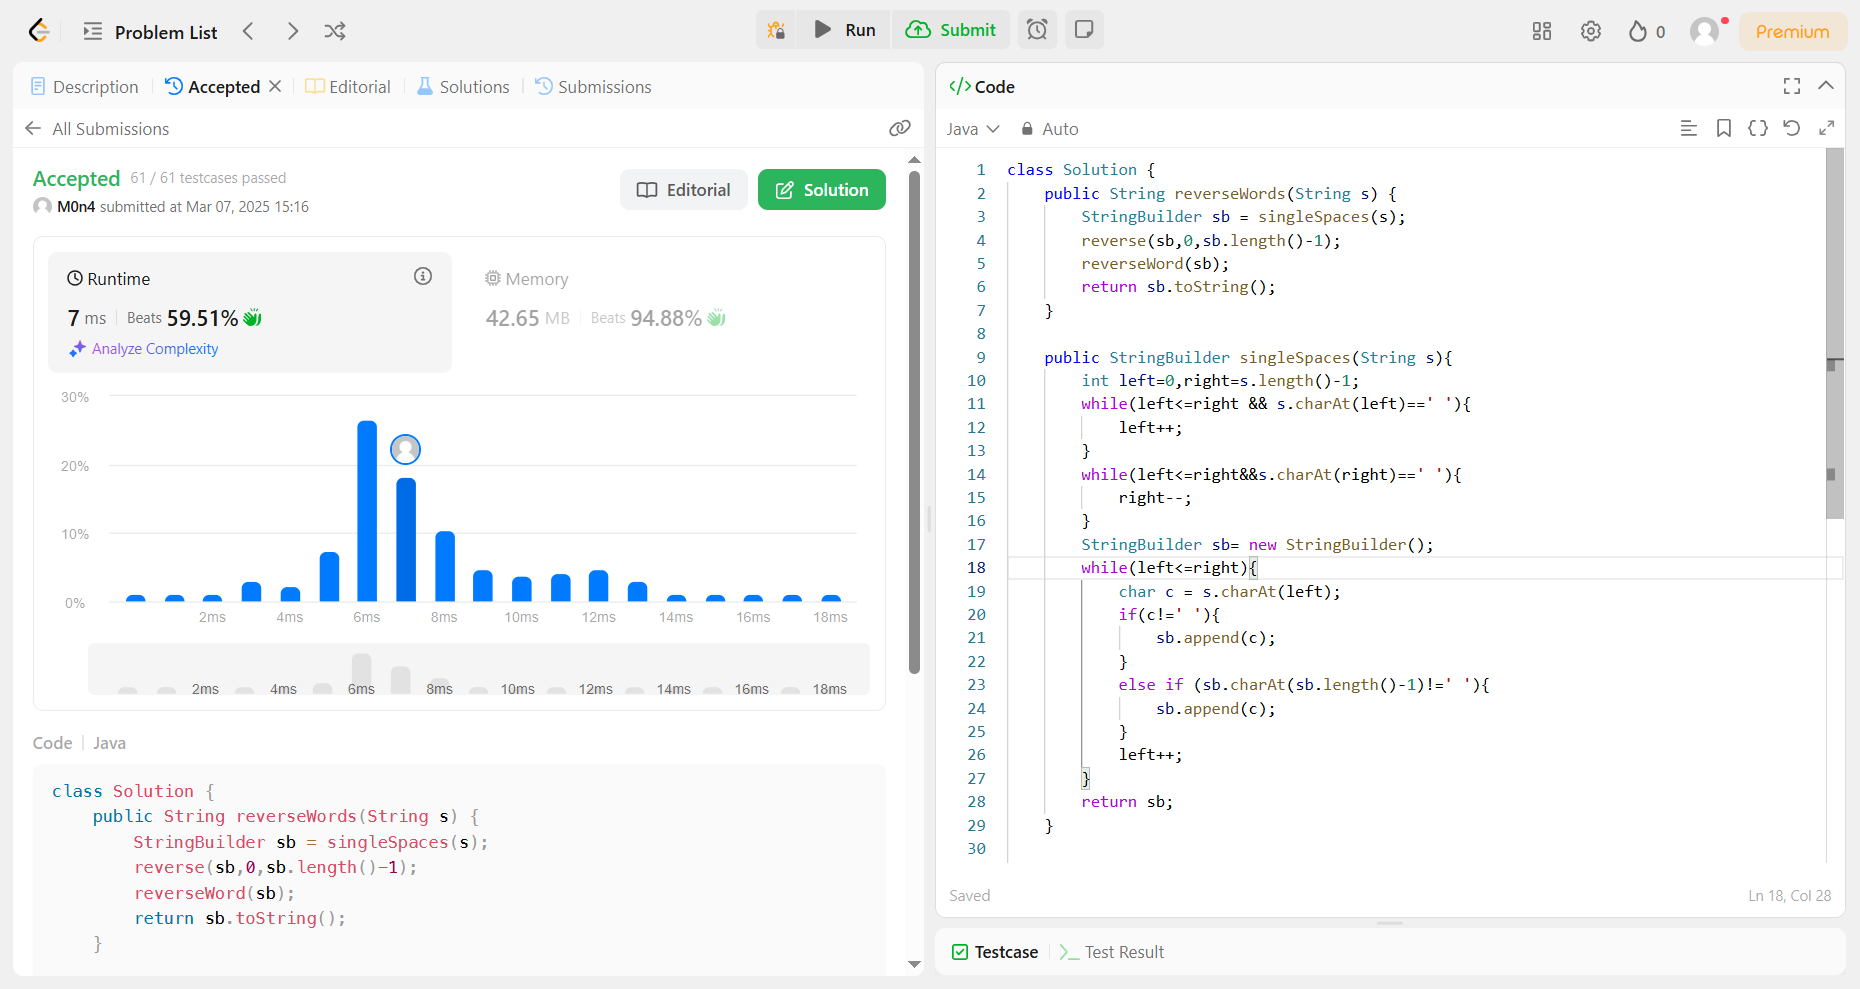 Problem List
Run
Submit
0
Premium
Description
Accepted
Editorial
Solutions
Submissions
All Submissions
Accepted 61 / 61 testcases passed
M0n4 submitted at Mar 07, 2025 15:16
Editorial
Solution
Runtime
7 ms Beats 59.51%
Analyze Complexity
Memory
42.65 MB Beats 94.88%
30%
20%
10%
0%
2ms 4ms 6ms 8ms 10ms 12ms 14ms 16ms 18ms
2ms 4ms 6ms 8ms 10ms 12ms 14ms 16ms 18ms
Code Java
class Solution {
public String reverseWords(String s) {
StringBuilder sb = singleSpaces(s);
reverse(sb,0,sb.length()-1);
reverseWord(sb);
return sb.toString();
}
Code
Java Auto
1 class Solution {
2 public String reverseWords(String s) {
3 StringBuilder sb = singleSpaces(s);
4 reverse(sb,0,sb.length()-1);
5 reverseWord(sb);
6 return sb.toString();
7 }
8
9 public StringBuilder singleSpaces(String s){
10 int left=0,right=s.length()-1;
11 while(left<=right && s.charAt(left)==' '){
12 left++;
13 }
14 while(left<=right&&s.charAt(right)==' '){
15 right--;
16 }
17 StringBuilder sb= new StringBuilder();
18 while(left<=right){
19 char c = s.charAt(left);
20 if(c!=' '){
21 sb.append(c);
22 }
23 else if (sb.charAt(sb.length()-1)!=' '){
24 sb.append(c);
25 }
26 left++;
27 }
28 return sb;
29 }
30
Saved
Ln 18, Col 28
Testcase
Test Result